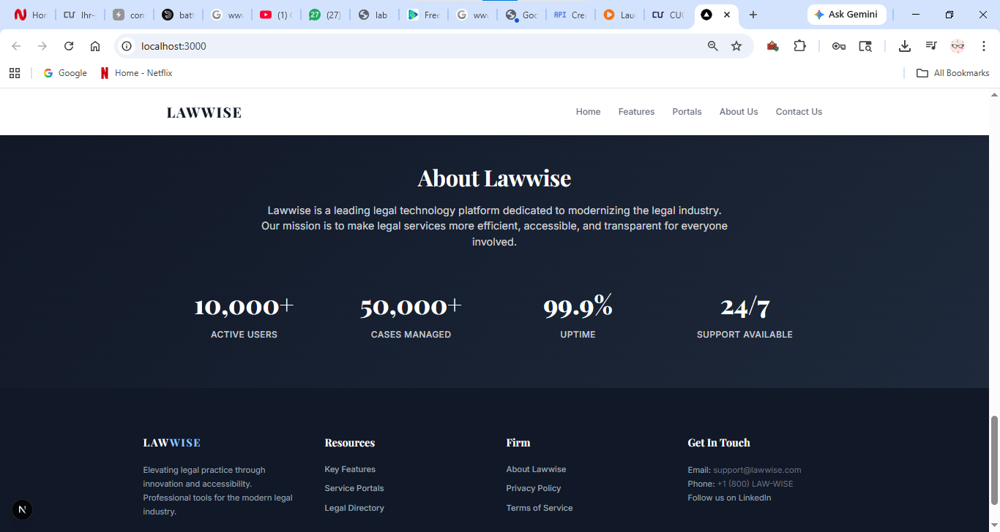 Hor
lhr-
con
batt
www
(1)
27 (27)
lab
Free
www
Goo
API Crea
Lau
CUO
Ask Gemini
localhost:3000
Google
Home - Netflix
All Bookmarks
LAWWISE
Home Features Portals About Us Contact Us
About Lawwise
Lawwise is a leading legal technology platform dedicated to modernizing the legal industry.
Our mission is to make legal services more efficient, accessible, and transparent for everyone
involved.
10,000+ 50,000+ 99.9% 24/7
ACTIVE USERS CASES MANAGED UPTIME SUPPORT AVAILABLE
LAWWISE
Elevating legal practice through
innovation and accessibility.
Professional tools for the modern legal
industry.
Resources
Key Features
Service Portals
Legal Directory
Firm
About Lawwise
Privacy Policy
Terms of Service
Get In Touch
Email: support@lawwise.com
Phone: +1 (800) LAW-WISE
Follow us on LinkedIn
N